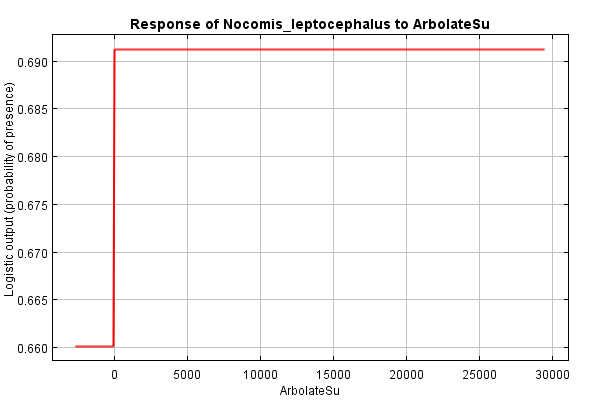 Response of Nocomis_leptocephalus to ArbolateSu
Logistic output (probability of presence)
0.690
0.685
0.680
0.675
0.670
0.665
0.660
0 5000 10000 15000 20000 25000 30000
ArbolateSu